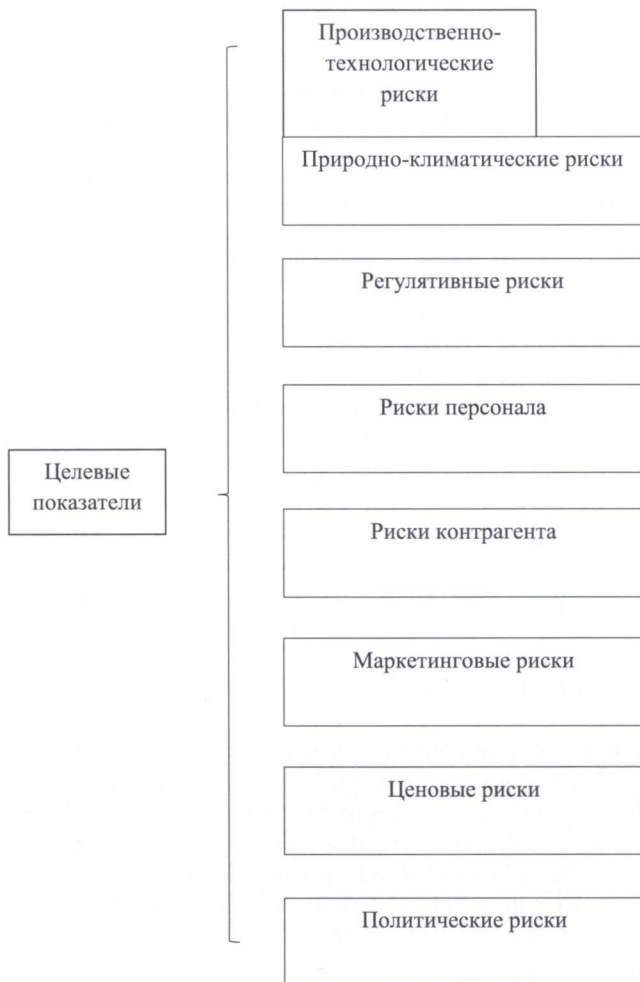 Производственно-
технологические
риски
Природно-климатические риски
Регулятивные риски
Риски персонала
Целевые
показатели
Риски контрагента
Маркетинговые риски
Ценовые риски
Политические риски